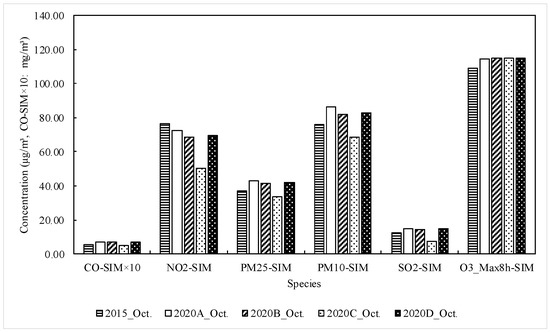 140.00
120.00
100.00
80.00
60.00
40.00
20.00
0.00
Concentration (μg/m³, CO-SIM×10: mg/m³)
CO-SIM×10 NO2-SIM PM25-SIM PM10-SIM SO2-SIM O3_Max8h-SIM
Species
2015_Oct. 2020A_Oct. 2020B_Oct. 2020C_Oct. 2020D_Oct.